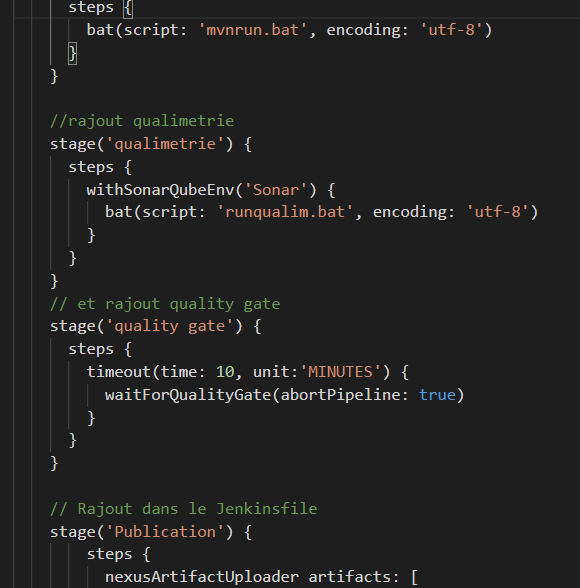 steps {
bat(script: 'mvnrun.bat', encoding: 'utf-8')
}
}
//rajout qualimetrie
stage('qualimetrie') {
steps {
withSonarQubeEnv('Sonar') {
bat(script: 'runqualim.bat', encoding: 'utf-8')
}
}
}
// et rajout quality gate
stage('quality gate') {
steps {
timeout(time: 10, unit:'MINUTES') {
waitForQualityGate(abortPipeline: true)
}
}
}
// Rajout dans le Jenkinsfile
stage('Publication') {
steps {
nexusArtifactUploader artifacts: [